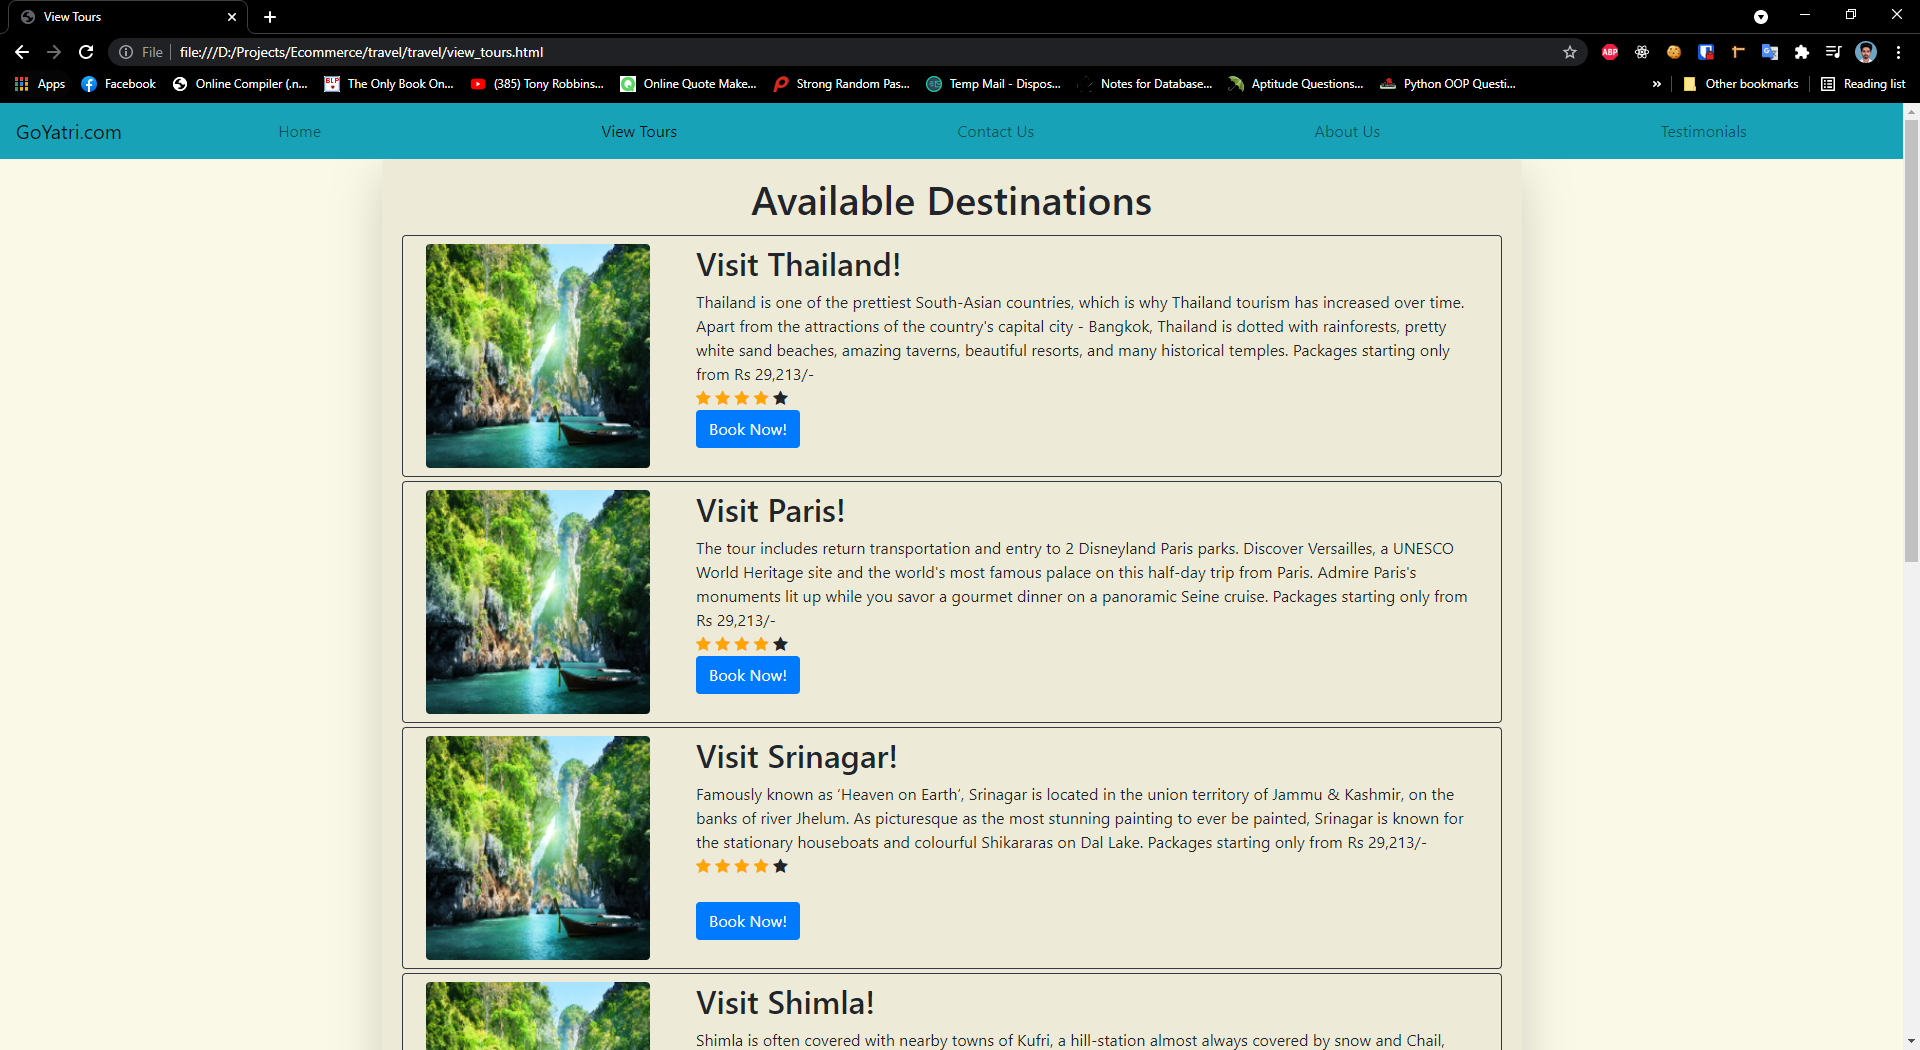 View Tours
File
file:///D:/Projects/Ecommerce/travel/travel/view_tours.html
ABP
Apps
Facebook
Online Compiler (.n...
BLP
The Only Book On...
(385) Tony Robbins...
Online Quote Make...
Strong Random Pas...
Temp Mail - Dispos...
Notes for Database...
Aptitude Questions...
Python OOP Questi...
»
Other bookmarks
Reading list
GoYatri.com
Home
View Tours
Contact Us
About Us
Testimonials
Available Destinations
Visit Thailand!
Thailand is one of the prettiest South-Asian countries, which is why Thailand tourism has increased over time.
Apart from the attractions of the country's capital city - Bangkok, Thailand is dotted with rainforests, pretty
white sand beaches, amazing taverns, beautiful resorts, and many historical temples. Packages starting only
from Rs 29,213/-
Book Now!
Visit Paris!
The tour includes return transportation and entry to 2 Disneyland Paris parks. Discover Versailles, a UNESCO
World Heritage site and the world's most famous palace on this half-day trip from Paris. Admire Paris's
monuments lit up while you savor a gourmet dinner on a panoramic Seine cruise. Packages starting only from
Rs 29,213/-
Book Now!
Visit Srinagar!
Famously known as ‘Heaven on Earth’, Srinagar is located in the union territory of Jammu & Kashmir, on the
banks of river Jhelum. As picturesque as the most stunning painting to ever be painted, Srinagar is known for
the stationary houseboats and colourful Shikararas on Dal Lake. Packages starting only from Rs 29,213/-
Book Now!
Visit Shimla!
Shimla is often covered with nearby towns of Kufri, a hill-station almost always covered by snow and Chail,